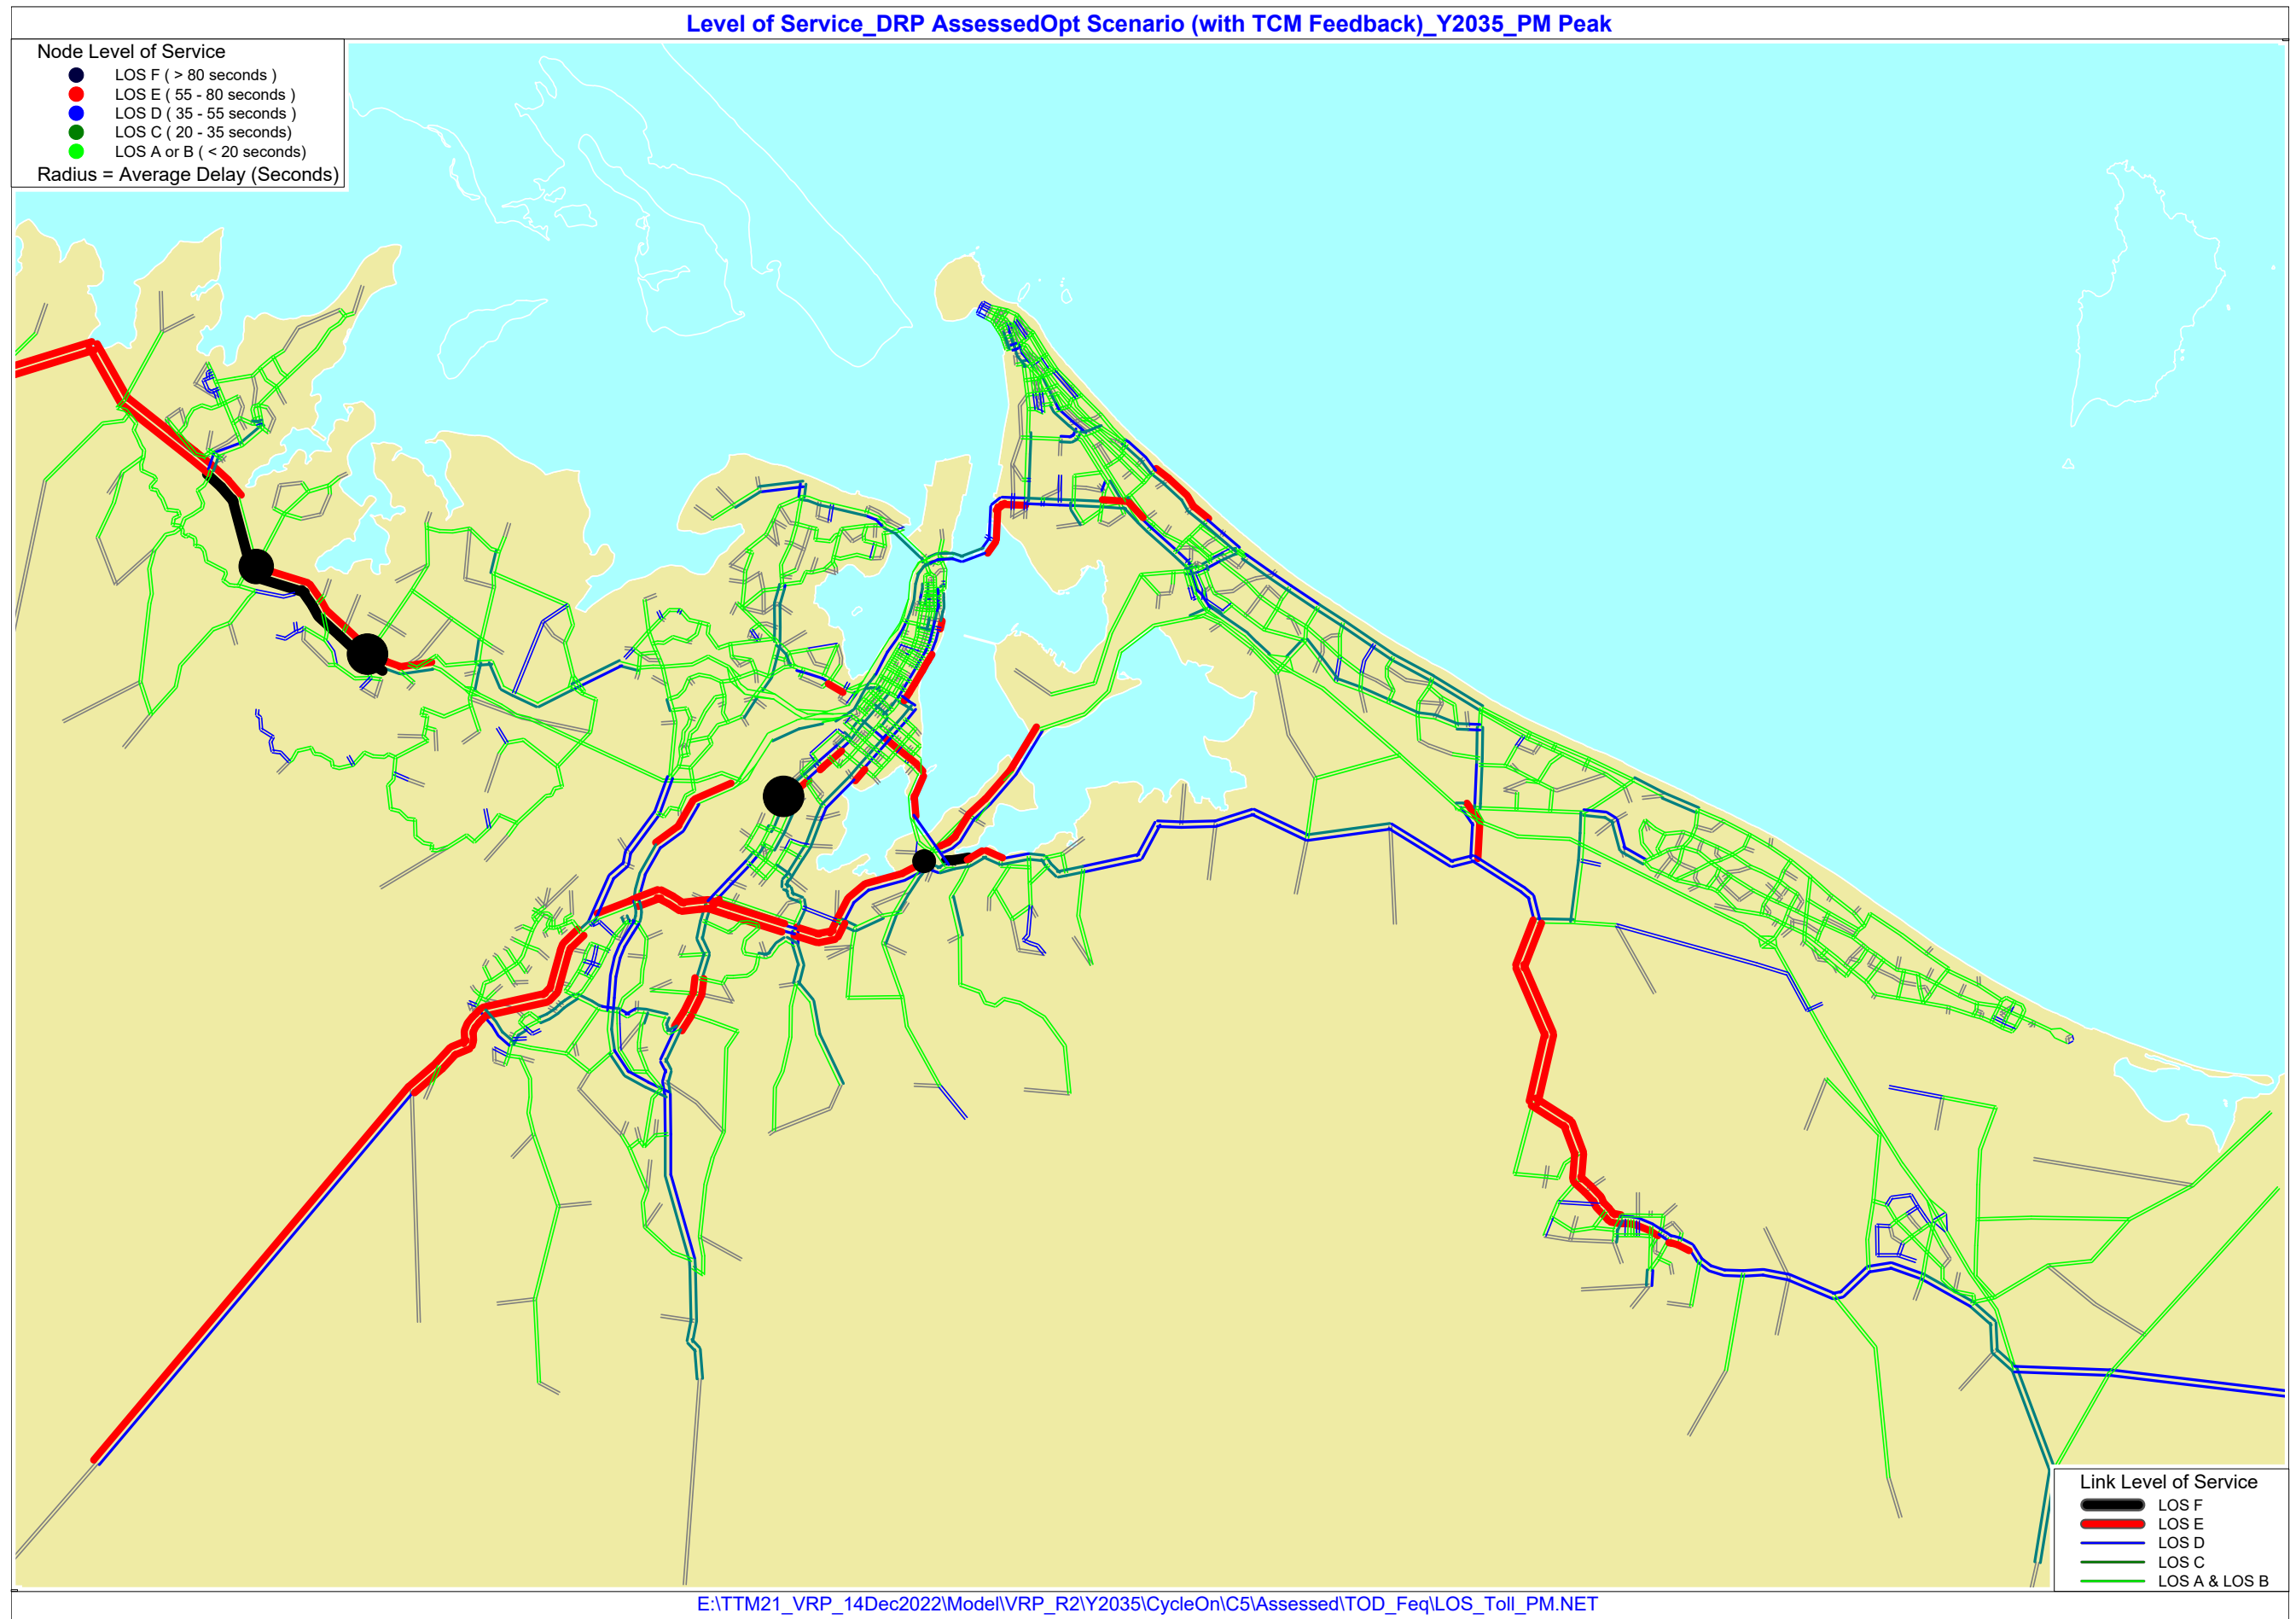 Level of Service_DRP AssessedOpt Scenario (with TCM Feedback)_Y2035_PM Peak
Node Level of Service
LOS F ( > 80 seconds )
LOS E ( 55 - 80 seconds )
LOS D ( 35 - 55 seconds )
LOS C ( 20 - 35 seconds)
LOS A or B ( < 20 seconds)
Radius = Average Delay (Seconds)
Link Level of Service
LOS F
LOS E
LOS D
LOS C
LOS A & LOS B
E:\TTM21_VRP_14Dec2022\Model\VRP_R2\Y2035\CycleOn\C5\Assessed\TOD_Feq\LOS_Toll_PM.NET